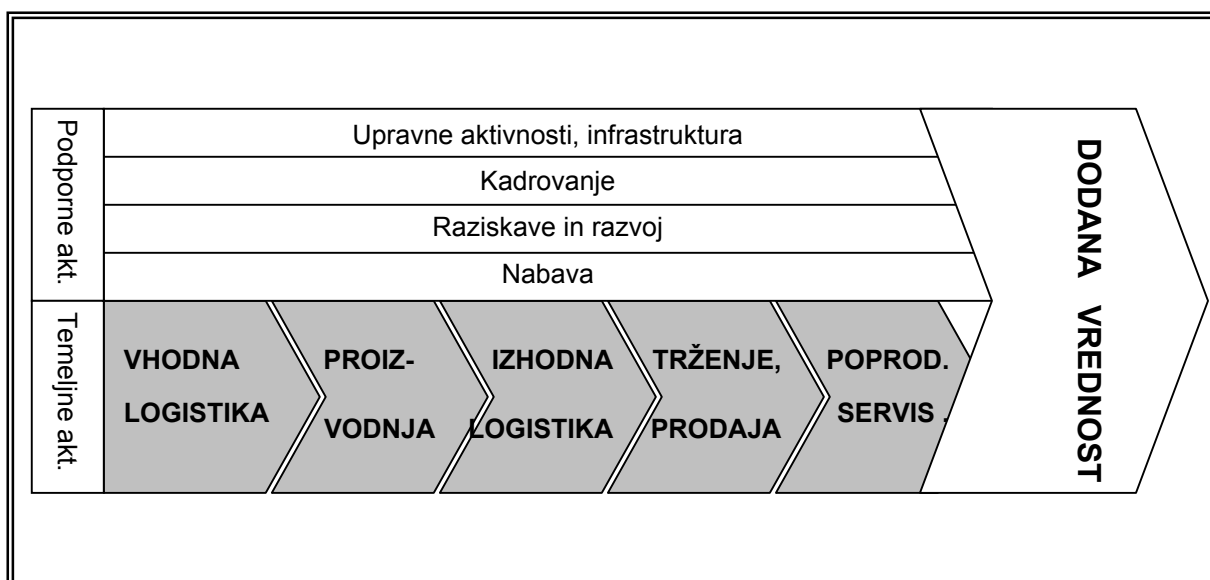 Podporne akt.
Upravne aktivnosti, infrastruktura
Kadrovanje
Raziskave in razvoj
Nabava
Temeljne akt.
VHODNA
LOGISTIKA
PROIZ-
VODNJA
IZHODNA
LOGISTIKA
TRŽENJE,
PRODAJA
POPROD.
SERVIS .
DODANA VREDNOST